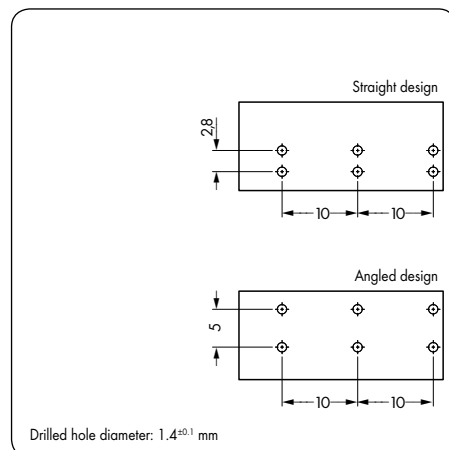 Straight design
2,8
10 10
Angled design
5
10 10
Drilled hole diameter: 1.4±0.1 mm